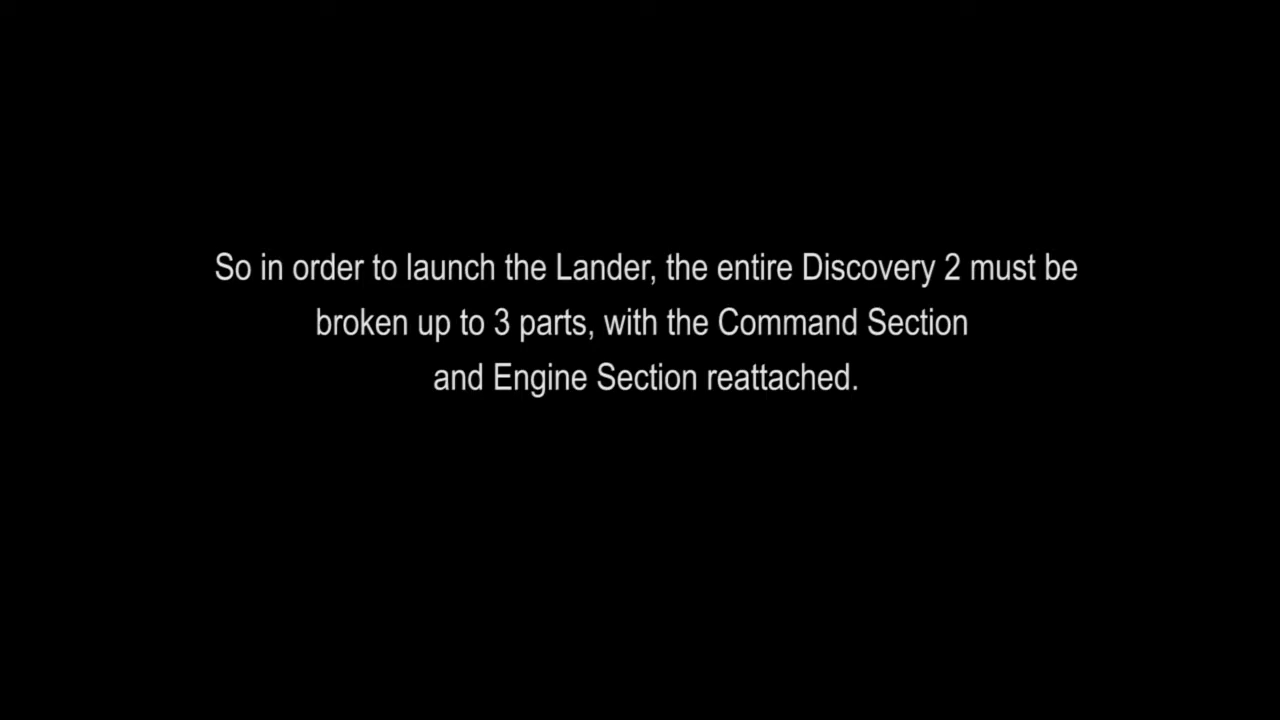 So in order to launch the Lander, the entire Discovery 2 must be
broken up to 3 parts, with the Command Section
and Engine Section reattached.